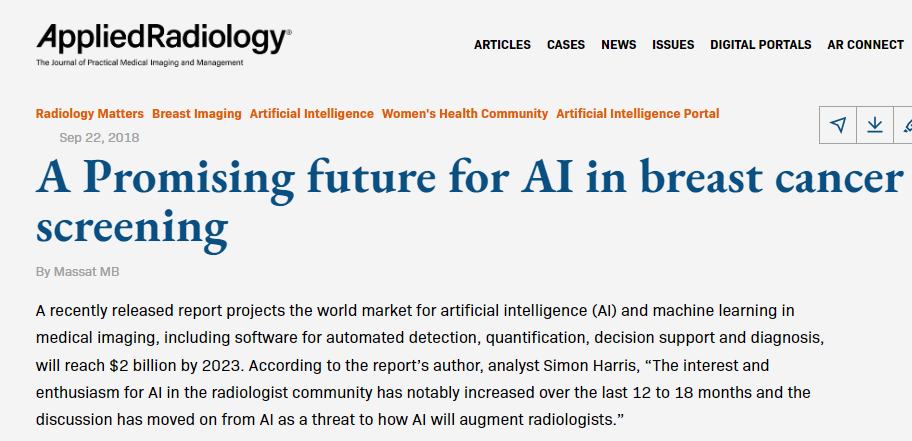 AppliedRadiology®
The Journal of Practical Medical Imaging and Management
ARTICLES CASES NEWS ISSUES DIGITAL PORTALS AR CONNECT
Radiology Matters Breast Imaging Artificial Intelligence Women's Health Community Artificial Intelligence Portal
Sep 22, 2018
A Promising future for AI in breast cancer
screening
By Massat MB
A recently released report projects the world market for artificial intelligence (AI) and machine learning in
medical imaging, including software for automated detection, quantification, decision support and diagnosis,
will reach $2 billion by 2023. According to the report’s author, analyst Simon Harris, “The interest and
enthusiasm for AI in the radiologist community has notably increased over the last 12 to 18 months and the
discussion has moved on from AI as a threat to how AI will augment radiologists.”